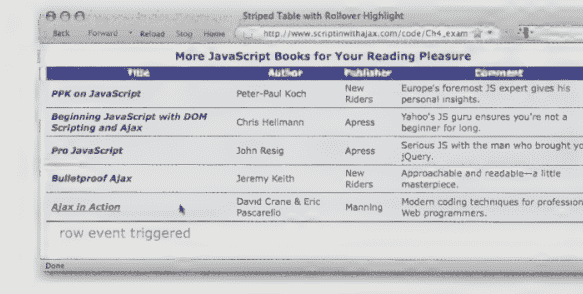 Striped Table with Rollover Highlight
Back Forward Reload Stop Home http://www.scriptinwithajax.com/code/Ch4_exam
More JavaScript Books for Your Reading Pleasure
Title Author Publisher Comment
PPK on JavaScript Peter-Paul Koch New Riders Europe's foremost JS expert gives his personal insights.
Beginning JavaScript with DOM Scripting and Ajax Chris Heilmann Apress Yahoo's JS guru ensures you're not a beginner for long.
Pro JavaScript John Resig Apress Serious JS with the man who brought yo jQuery.
Bulletproof Ajax Jeremy Keith New Riders Approachable and readable—a little masterpiece.
Ajax in Action David Crane & Eric Pascarello Manning Modern coding techniques for profession Web programmers.
row event triggered
Done